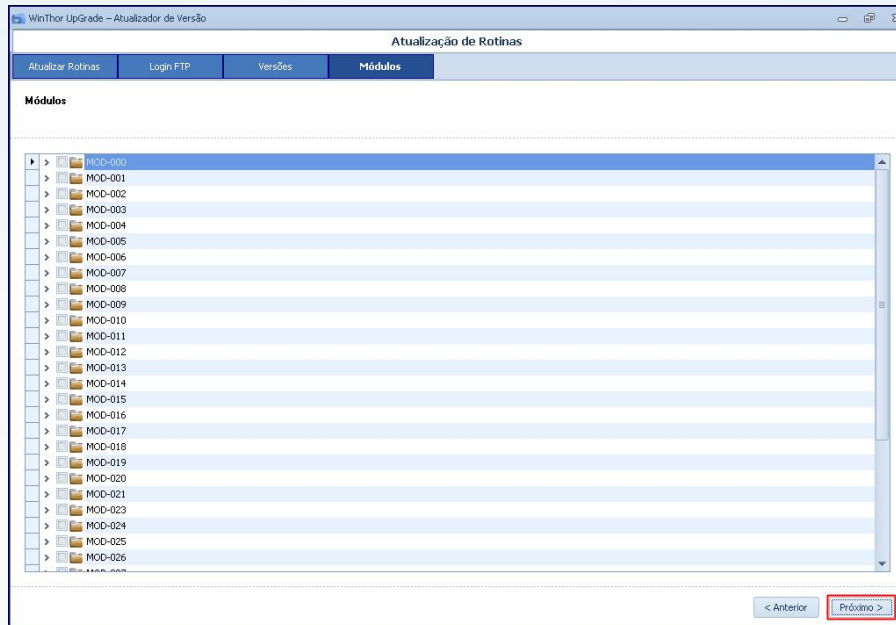 WinThor UpGrade – Atualizador de Versão
Atualização de Rotinas
Atualizar Rotinas Login FTP Versões Módulos
Módulos
MOD-000
MOD-001
MOD-002
MOD-003
MOD-004
MOD-005
MOD-006
MOD-007
MOD-008
MOD-009
MOD-010
MOD-011
MOD-012
MOD-013
MOD-014
MOD-015
MOD-016
MOD-017
MOD-018
MOD-019
MOD-020
MOD-021
MOD-023
MOD-024
MOD-025
MOD-026
< Anterior Próximo >